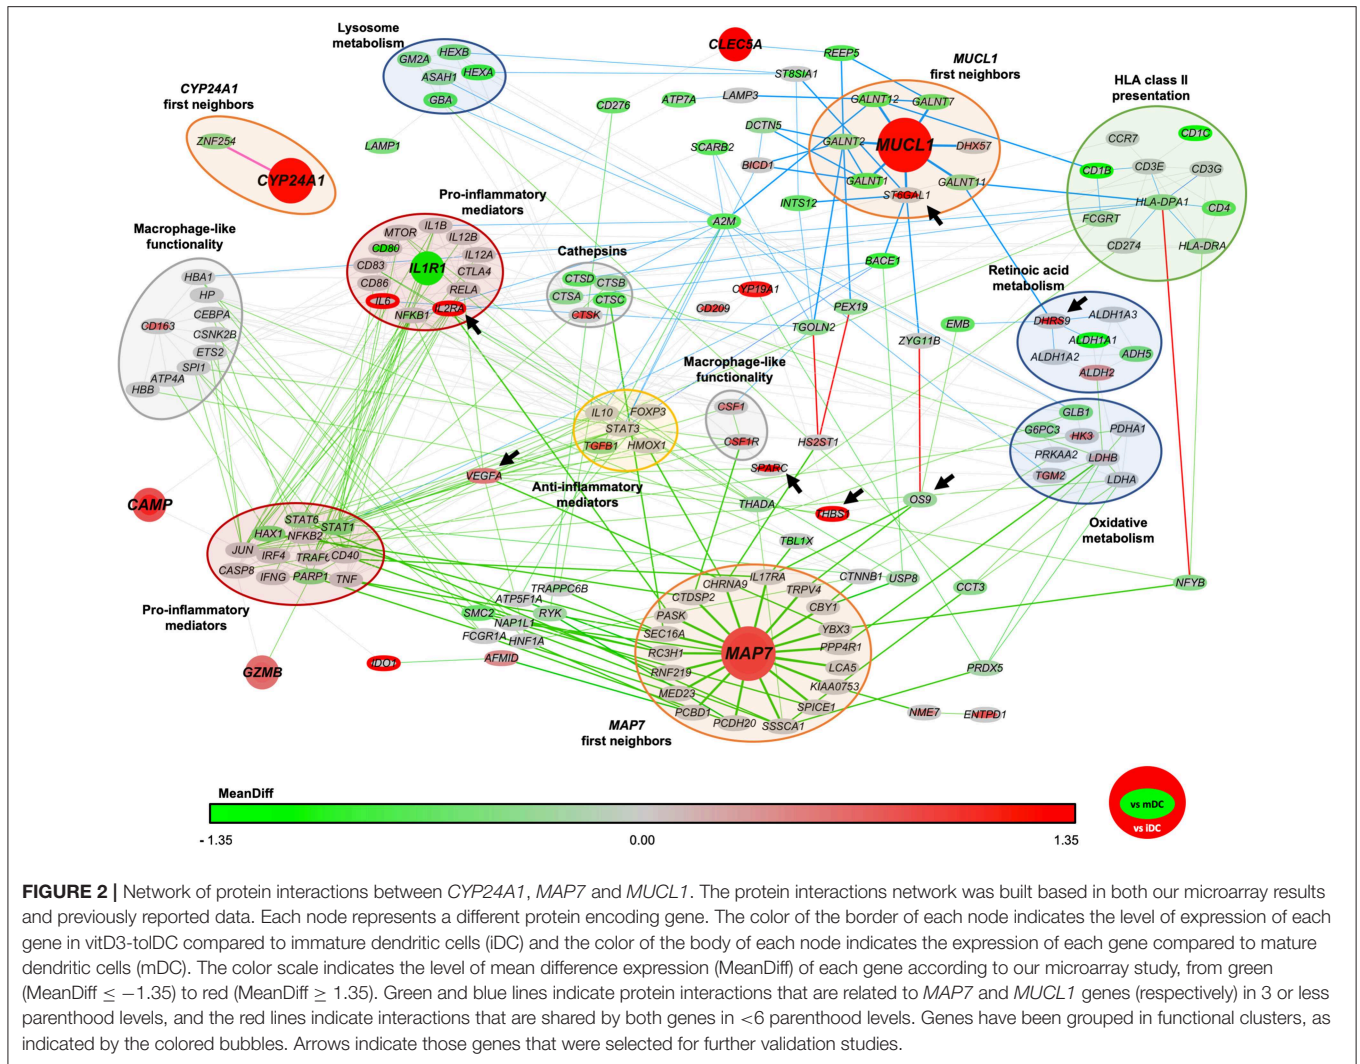 Lysosome
metabolism
GM2A
HEXB
ASAH1
HEXA
GBA
CLEC5A
REEP5
ST8SIA1
MUCL1
first neighbors
HLA class II
presentation
CYP24A1
first neighbors
ZNF254
CYP24A1
LAMP1
CD276
ATP7A
LAMP3
GALNT12
GALNT7
DCTN5
GALNT2
MUCL1
DHX57
SCARB2
BICD1
GALNT1
GALNT11
ST6GAL1
INTS12
CCR7
CD1C
CD1B
CD3E
CD3G
HLA-DPA1
CD4
FCGRT
CD274
HLA-DRA
Pro-inflammatory
mediators
MTOR
IL1B
IL12B
CD80
IL12A
CD83
IL1R1
CTLA4
CD86
RELA
IL6
IL2RA
NFKB1
A2M
BACE1
Macrophage-like
functionality
HBA1
HP
CEBPA
CD163
CSNK2B
ETS2
SPI1
ATP4A
HBB
Cathepsins
CTSD
CTSB
CTSA
CTSC
CTSK
CYP19A1
CD209
PEX19
TGOLN2
ZYG11B
EMB
Retinoic acid
metabolism
DHRS9
ALDH1A3
ALDH1A1
ALDH1A2
ADH5
ALDH2
Macrophage-like
functionality
CSF1
CSF1R
IL10
FOXP3
STAT3
TGFB1
HMOX1
Anti-inflammatory
mediators
HS2ST1
SPARC
VEGFA
THADA
THBS1
OS9
TBL1X
GLB1
G6PC3
HK3
PDHA1
PRKAA2
LDHB
TGM2
LDHA
Oxidative
metabolism
CAMP
STAT6
HAX1
STAT1
NFKB2
JUN
IRF4
TRAF6
CD40
CASP8
IFNG
PARP1
TNF
Pro-inflammatory
mediators
GZMB
IDO1
AFMID
TRAPPC6B
ATP5F1A
SMC2
RYK
NAP1L1
FCGR1A
HNF1A
CHRNA9
IL17RA
CTDSP2
TRPV4
PASK
CBY1
SEC16A
YBX3
RC3H1
MAP7
PPP4R1
RNF219
LCA5
MED23
KIAA0753
PCBD1
SPICE1
PCDH20
SSSCA1
MAP7
first neighbors
CTNNB1
USP8
CCT3
NFYB
PRDX5
NME7
ENTPD1
MeanDiff
- 1.35
0.00
1.35
vs mDC
vs iDC
FIGURE 2 | Network of protein interactions between CYP24A1, MAP7 and MUCL1. The protein interactions network was built based in both our microarray results
and previously reported data. Each node represents a different protein encoding gene. The color of the border of each node indicates the level of expression of each
gene in vitD3-tolDC compared to immature dendritic cells (iDC) and the color of the body of each node indicates the expression of each gene compared to mature
dendritic cells (mDC). The color scale indicates the level of mean difference expression (MeanDiff) of each gene according to our microarray study, from green
(MeanDiff ≤ −1.35) to red (MeanDiff ≥ 1.35). Green and blue lines indicate protein interactions that are related to MAP7 and MUCL1 genes (respectively) in 3 or less
parenthood levels, and the red lines indicate interactions that are shared by both genes in <6 parenthood levels. Genes have been grouped in functional clusters, as
indicated by the colored bubbles. Arrows indicate those genes that were selected for further validation studies.